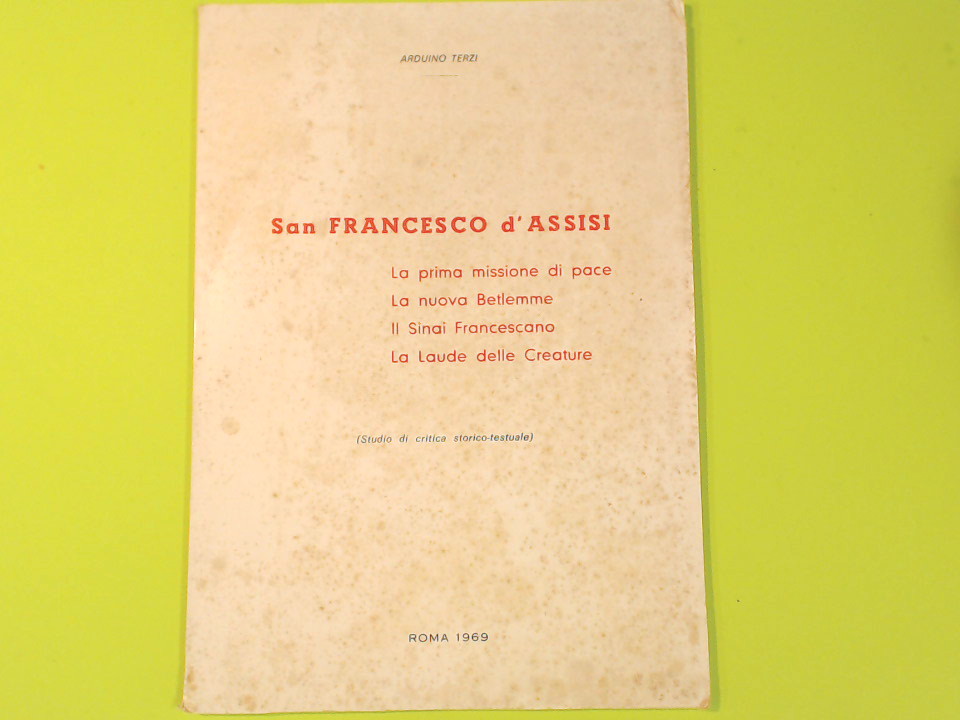 ARDUINO TERZI
San FRANCESCO d'ASSISI
La prima missione di pace
La nuova Betlemme
Il Sinai Francescano
La Laude delle Creature
(Studio di critica storico-testuale)
ROMA 1969